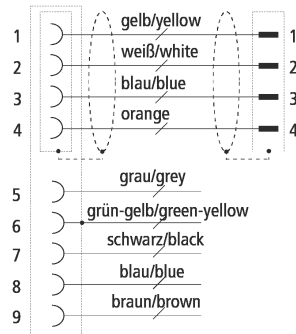 gelb/yellow
1 1
weiß/white
2 2
blau/blue
3 3
orange
4 4
grau/grey
5
grün-gelb/green-yellow
6
schwarz/black
7
blau/blue
8
braun/brown
9